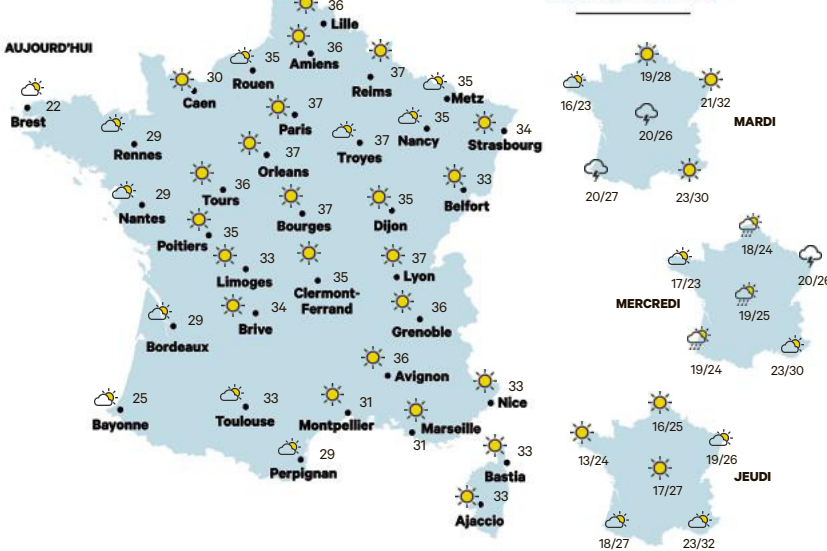 36
Lille
AUJOURD'HUI
36
Amiens
35
Rouen
37
Reims
30
Caen
35
Metz
22
Brest
37
Paris
35
Nancy
34
Strasbourg
29
Rennes
37
Orleans
37
Troyes
36
Tours
33
Belfort
29
Nantes
37
Bourges
35
Dijon
35
Poitiers
33
Limoges
35
Clermont-
Ferrand
37
Lyon
34
Brive
29
Bordeaux
36
Grenoble
36
Avignon
25
Bayonne
33
Toulouse
31
Montpellier
Marseille
31
33
Nice
29
Perpignan
33
Bastia
33
Ajaccio
19/28
16/23
21/32
MARDI
20/26
20/27
23/30
18/24
17/23
20/26
MERCREDI
19/25
19/24
23/30
16/25
13/24
19/26
JEUDI
17/27
18/27
23/32